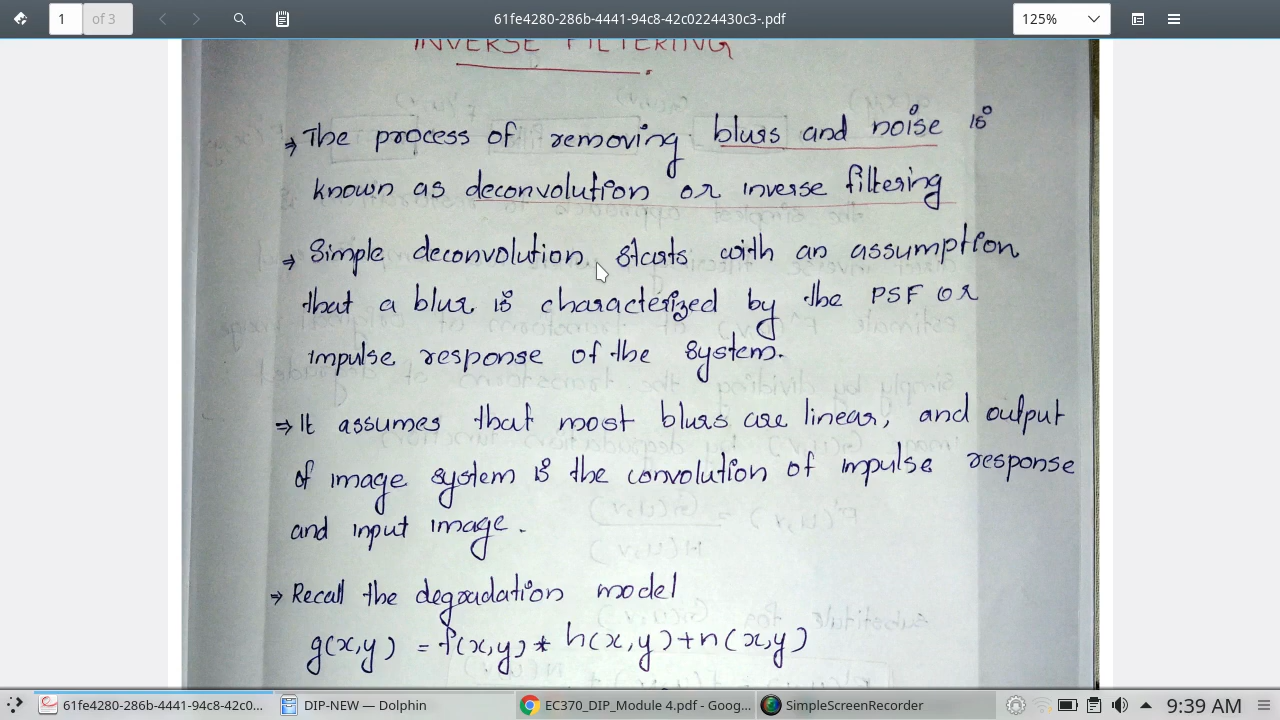 1 of 3
61fe4280-286b-4441-94c8-42c0224430c3-.pdf
125%
INVERSE FILTERING
⇒ The process of removing blurs and noise is
known as deconvolution or inverse filtering
⇒ Simple deconvolution starts with an assumption
that a blur is characterized by the PSF or
impulse response of the system.
⇒ It assumes that most blurs are linear, and output
of image system is the convolution of impulse response
and input image.
⇒ Recall the degradation model
g(x,y) = f(x,y) * h(x,y) + n(x,y)
61fe4280-286b-4441-94c8-42c0... DIP-NEW — Dolphin EC370_DIP_Module 4.pdf - Goog... SimpleScreenRecorder 9:39 AM